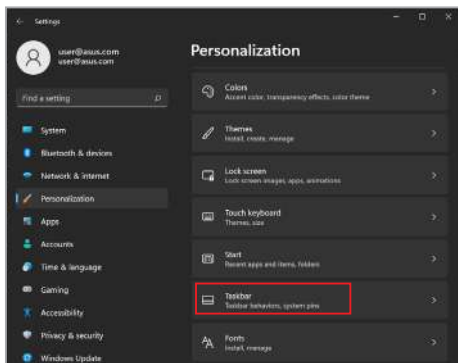 Settings
user@asus.com
user@asus.com
Find a setting
System
Bluetooth & devices
Network & internet
Personalization
Apps
Accounts
Time & language
Gaming
Accessibility
Privacy & security
Windows Update
Personalization
Colors
Accent color, transparency effects, color theme
Themes
Install, create, manage
Lock screen
Lock screen images, apps, animations
Touch keyboard
Themes, size
Start
Recent apps and items, folders
Taskbar
Taskbar behaviors, system pins
Fonts
Install, manage